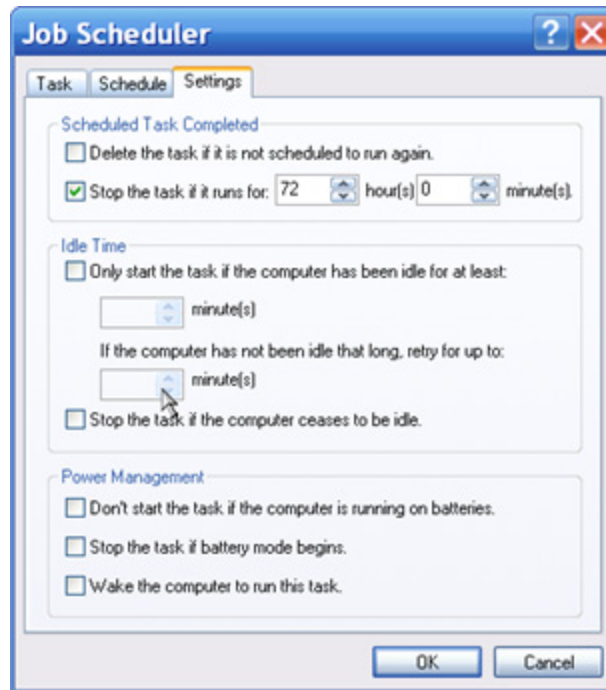 Job Scheduler
Task Schedule Settings
Scheduled Task Completed
Delete the task if it is not scheduled to run again.
Stop the task if it runs for: 72 hour(s) 0 minute(s).
Idle Time
Only start the task if the computer has been idle for at least:
minute(s)
If the computer has not been idle that long, retry for up to:
minute(s)
Stop the task if the computer ceases to be idle.
Power Management
Don't start the task if the computer is running on batteries.
Stop the task if battery mode begins.
Wake the computer to run this task.
OK Cancel